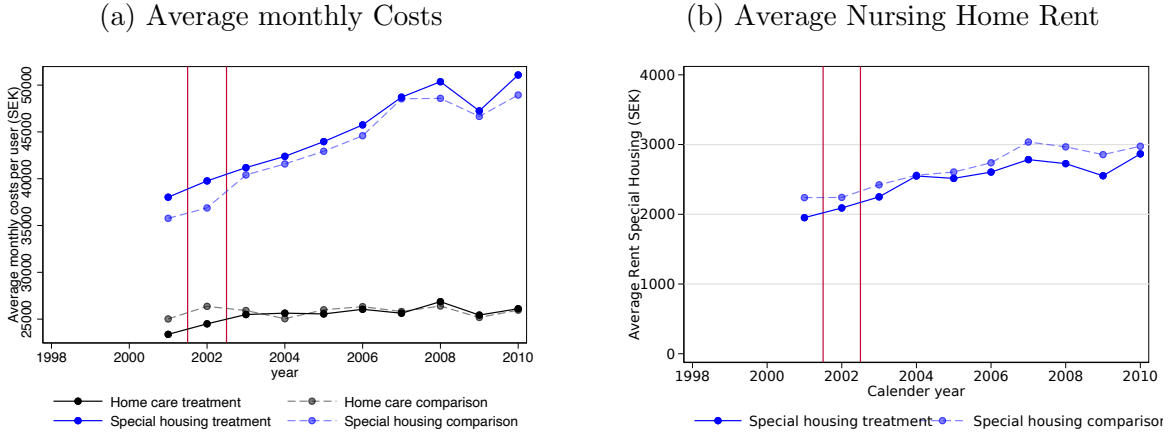 (a) Average monthly Costs
Average monthly costs per user (SEK)
50000
45000
40000
35000
30000
25000
1998 2000 2002 2004 2006 2008 2010
year
Home care treatment Home care comparison
Special housing treatment Special housing comparison
(b) Average Nursing Home Rent
Average Rent Special Housing (SEK)
4000
3000
2000
1000
0
1998 2000 2002 2004 2006 2008 2010
Calender year
Special housing treatment Special housing compariso